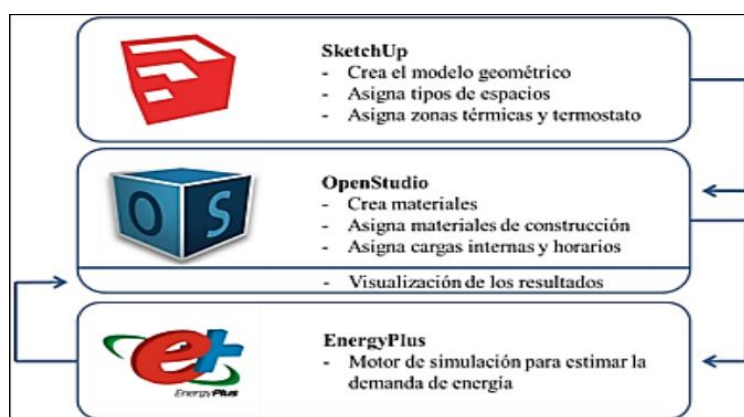 SketchUp
- Crea el modelo geométrico
- Asigna tipos de espacios
- Asigna zonas térmicas y termostato
OS
OpenStudio
- Crea materiales
- Asigna materiales de construcción
- Asigna cargas internas y horarios
- Visualización de los resultados
e+
EnergyPlus
EnergyPlus
- Motor de simulación para estimar la
demanda de energía